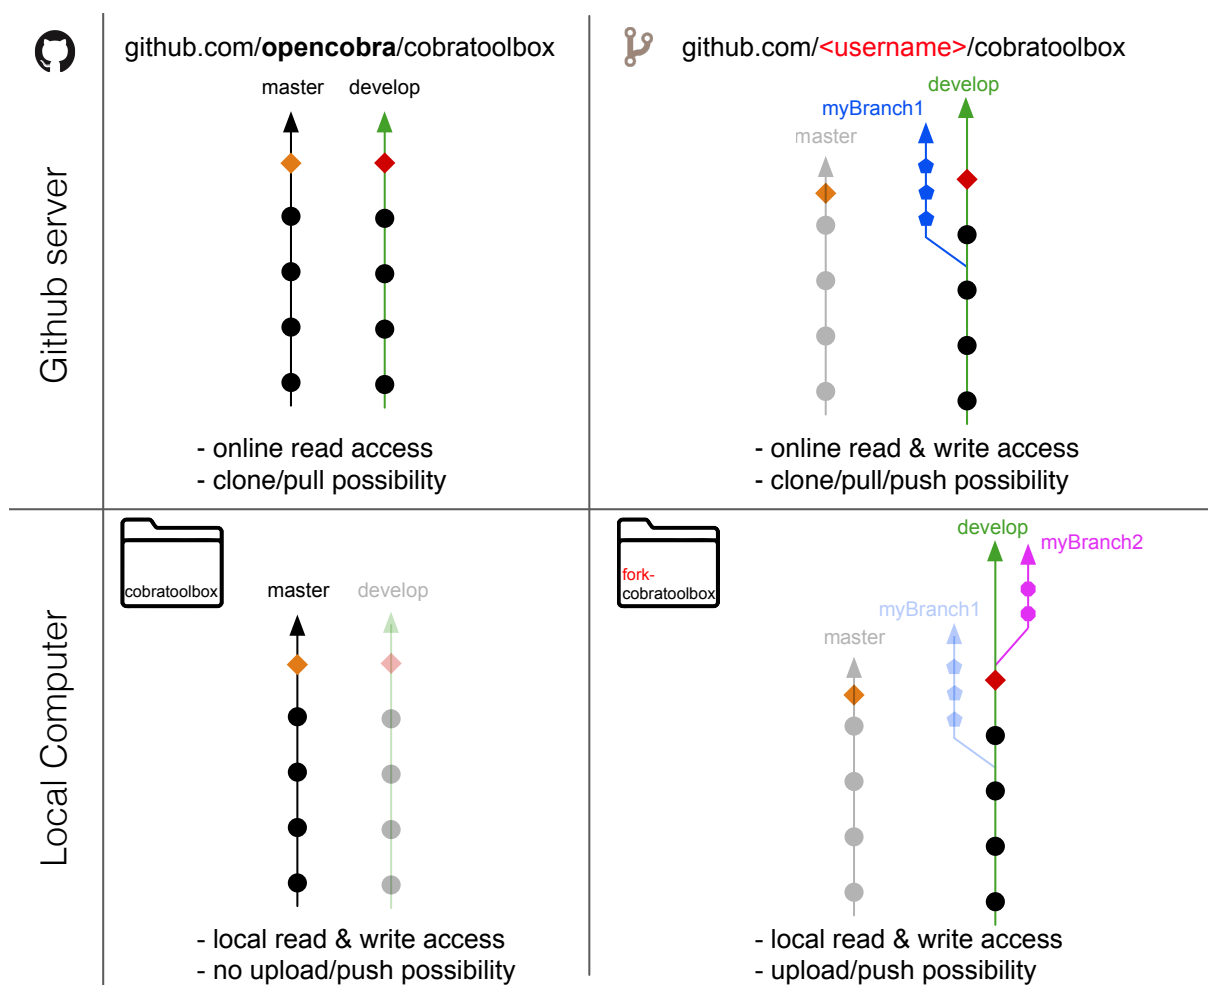 github.com/opencobra/cobratoolbox
master
develop
- online read access
- clone/pull possibility
github.com/<username>/cobratoolbox
develop
myBranch1
master
- online read & write access
- clone/pull/push possibility
Github server
cobratoolbox
master
develop
- local read & write access
- no upload/push possibility
fork-
cobratoolbox
develop
myBranch2
myBranch1
master
- local read & write access
- upload/push possibility
Local Computer